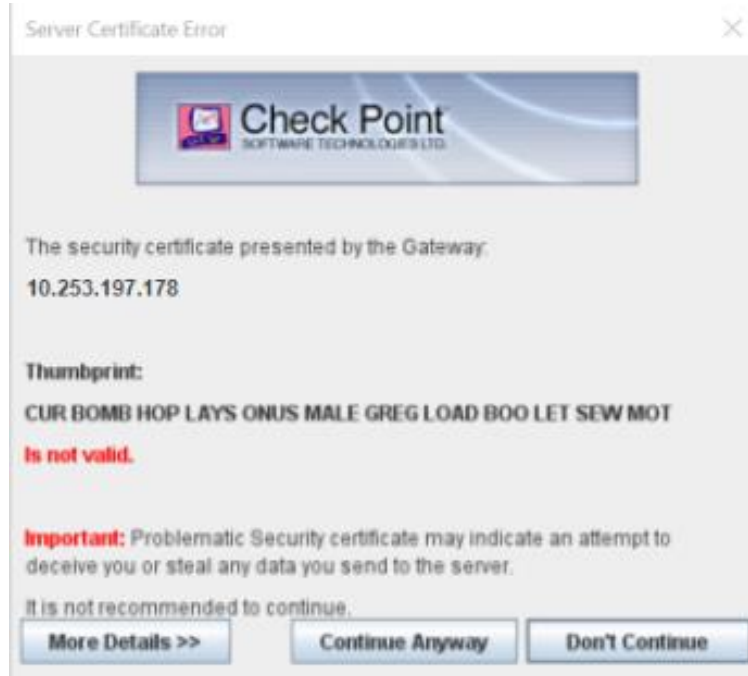 Server Certificate Error
Check Point
SOFTWARE TECHNOLOGIES LTD.
The security certificate presented by the Gateway:
10.253.197.178
Thumbprint:
CUR BOMB HOP LAYS ONUS MALE GREG LOAD BOO LET SEW MOT
Is not valid.
Important: Problematic Security certificate may indicate an attempt to
deceive you or steal any data you send to the server.
It is not recommended to continue.
More Details >> Continue Anyway Don't Continue